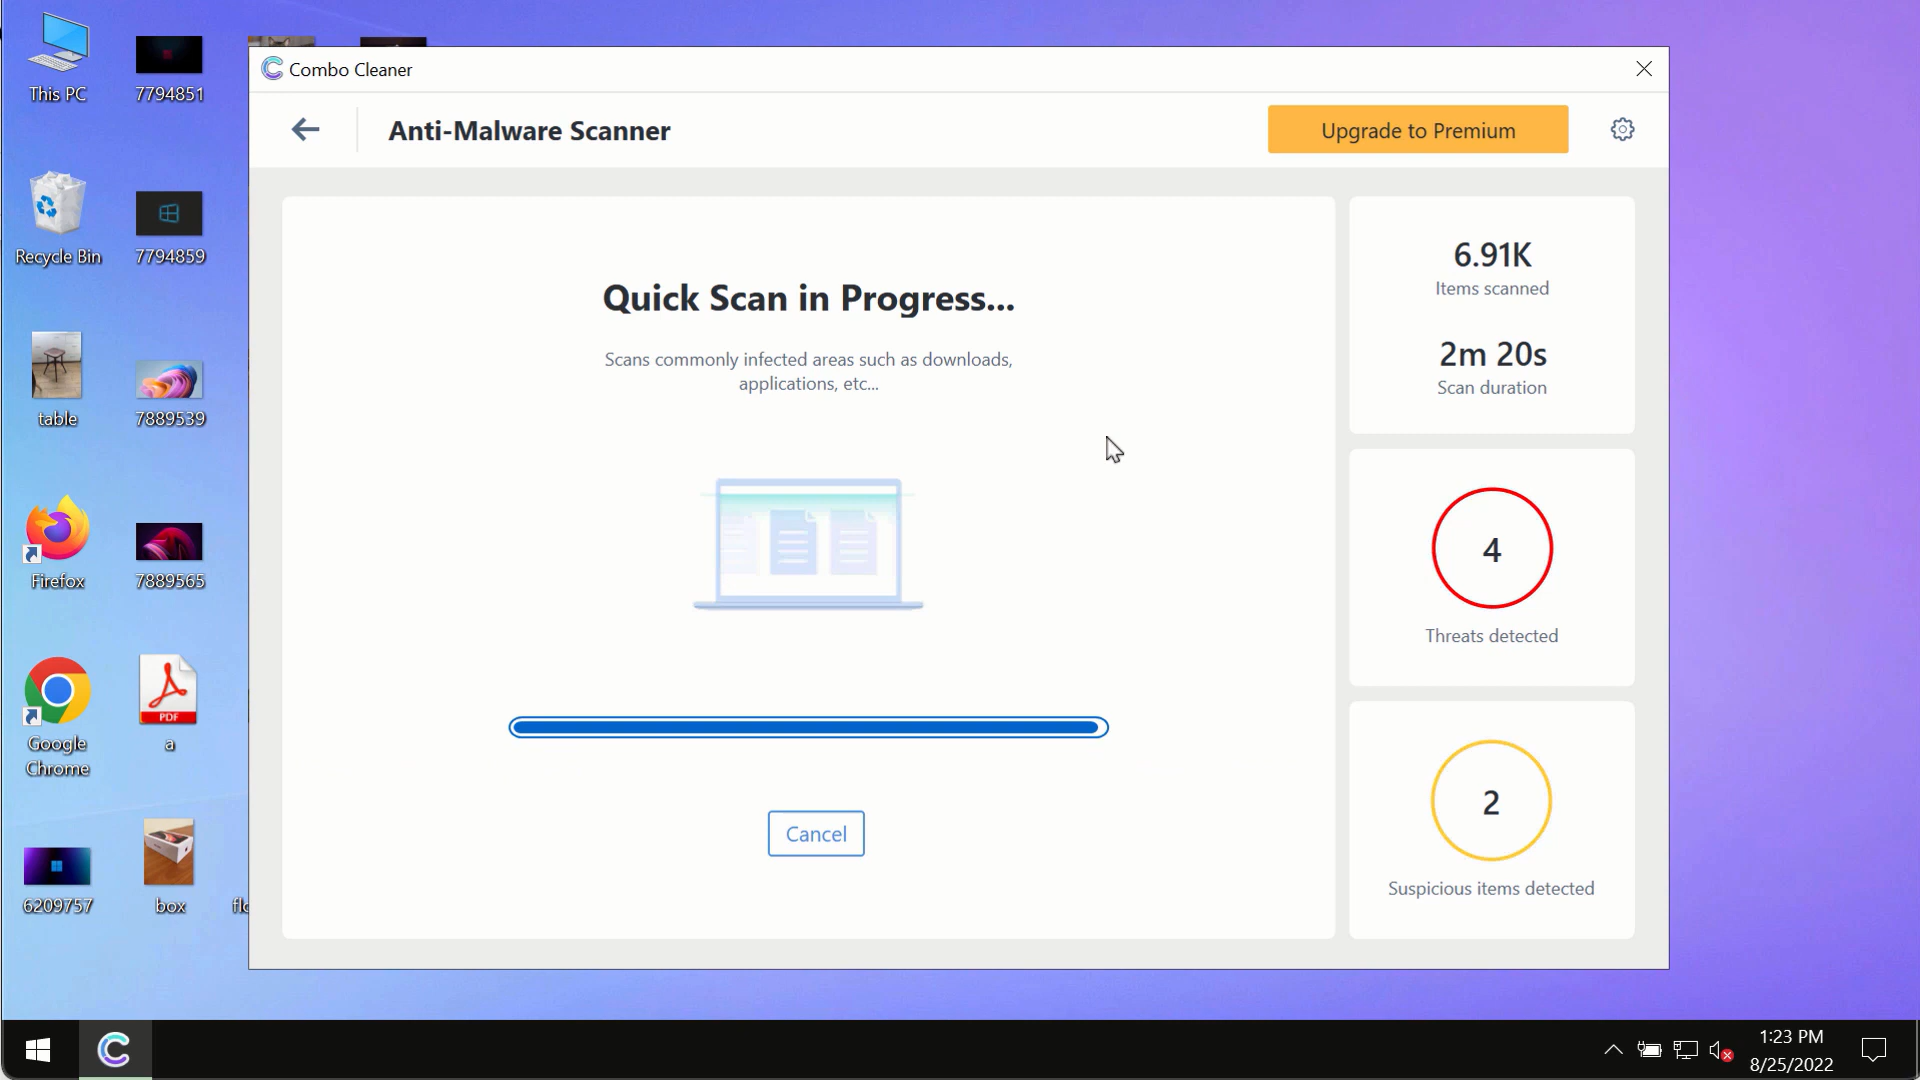 This PC
7794851
Recycle Bin
7794859
table
7889539
Firefox
7889565
Google
Chrome
PDF
a
6209757
box
Combo Cleaner
Anti-Malware Scanner
Upgrade to Premium
Quick Scan in Progress...
Scans commonly infected areas such as downloads,
applications, etc...
Cancel
6.91K
Items scanned
2m 20s
Scan duration
4
Threats detected
2
Suspicious items detected
1:23 PM
8/25/2022